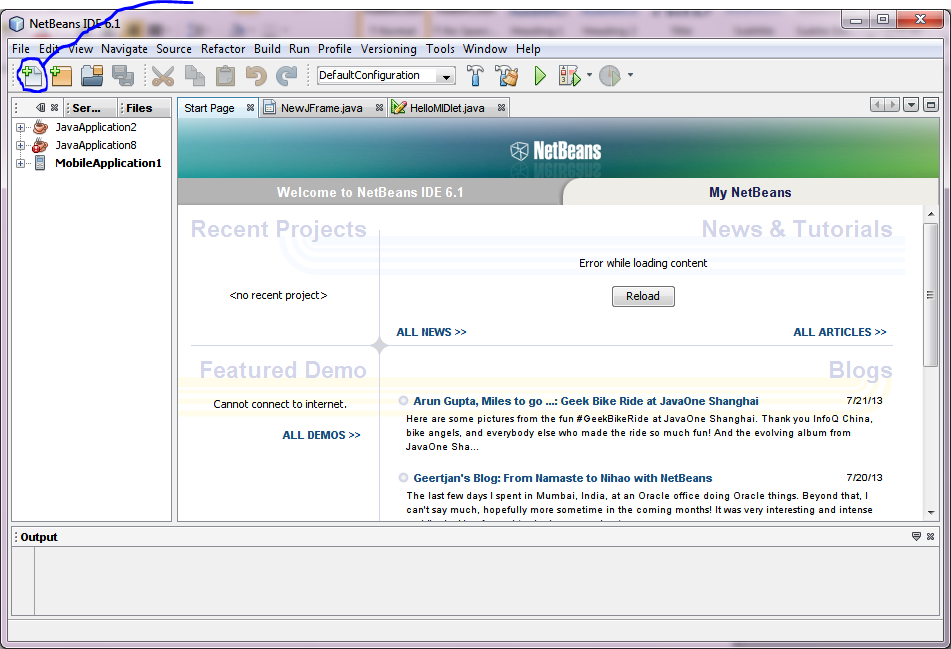 NetBeans IDE 6.1
File Edit View Navigate Source Refactor Build Run Profile Versioning Tools Window Help
DefaultConfiguration
Ser... Files
Start Page NewJFrame.java HelloMIDlet.java
JavaApplication2
JavaApplication8
MobileApplication1
NetBeans
Welcome to NetBeans IDE 6.1 My NetBeans
Recent Projects
<no recent project>
News & Tutorials
Error while loading content
Reload
ALL NEWS >> ALL ARTICLES >>
Featured Demo
Cannot connect to internet.
ALL DEMOS >>
Blogs
Arun Gupta, Miles to go ...: Geek Bike Ride at JavaOne Shanghai 7/21/13
Here are some pictures from the fun #GeekBikeRide at JavaOne Shanghai. Thank you InfoQ China,
bike angels, and everybody else who made the ride so much fun! And the evolving album from
JavaOne Sha...
Geertjan's Blog: From Namaste to Nihao with NetBeans 7/20/13
The last few days I spent in Mumbai, India, at an Oracle office doing Oracle things. Beyond that, I
can't say much, hopefully more sometime in the coming months! It was very interesting and intense
Output